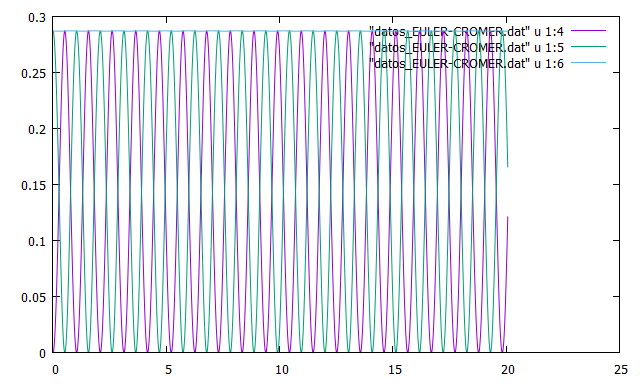 0.3
"datos_EULER-CROMER.dat" u 1:4
"datos_EULER-CROMER.dat" u 1:5
"datos_EULER-CROMER.dat" u 1:6
0.25
0.2
0.15
0.1
0.05
0
0 5 10 15 20 25